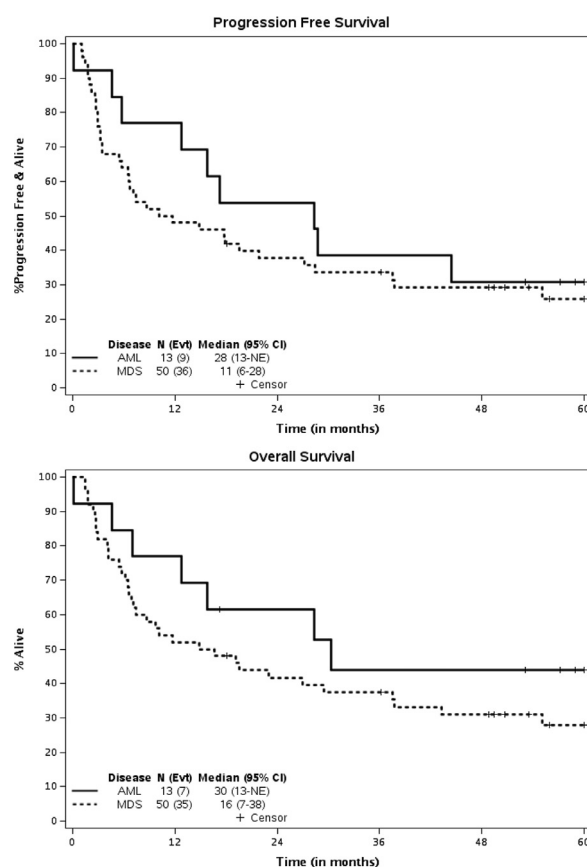 Progression Free Survival
%Progression Free & Alive
100
90
80
70
60
50
40
30
20
10
0
Disease N (Evt) Median (95% CI)
AML 13 (9) 28 (13-NE)
MDS 50 (36) 11 (6-28)
+ Censor
0 12 24 36 48 60
Time (in months)
Overall Survival
% Alive
100
90
80
70
60
50
40
30
20
10
0
Disease N (Evt) Median (95% CI)
AML 13 (7) 30 (13-NE)
MDS 50 (35) 16 (7-38)
+ Censor
0 12 24 36 48 60
Time (in months)